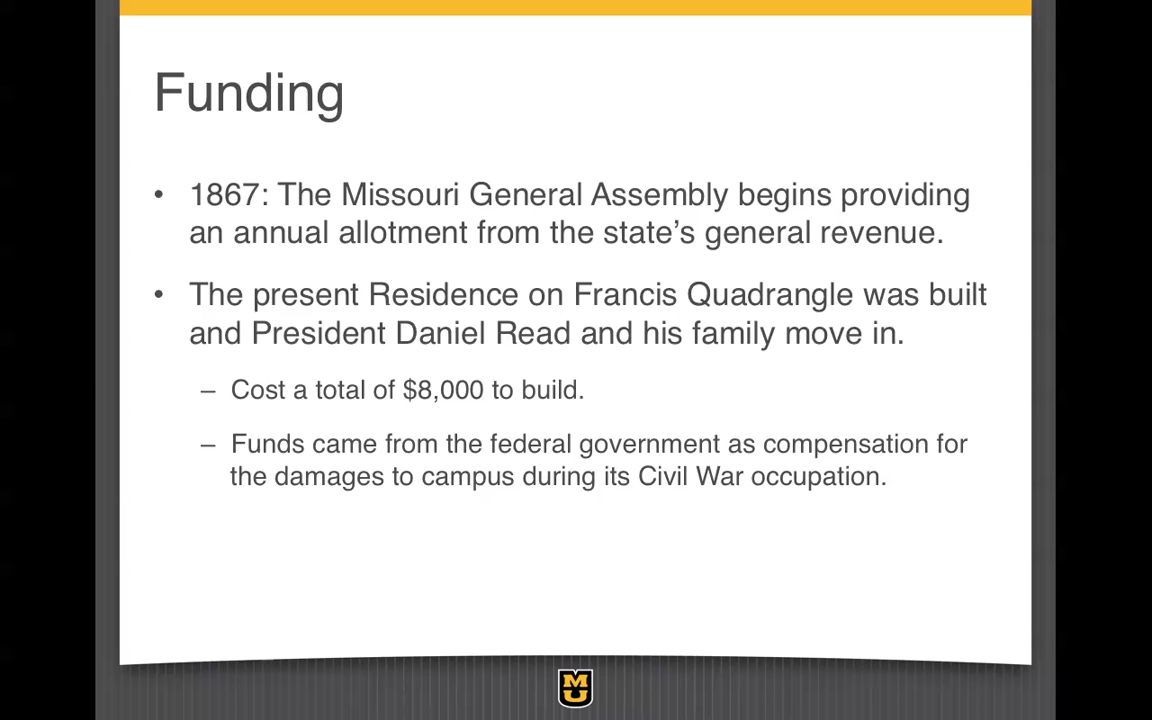 Funding
• 1867: The Missouri General Assembly begins providing
an annual allotment from the state’s general revenue.
• The present Residence on Francis Quadrangle was built
and President Daniel Read and his family move in.
– Cost a total of $8,000 to build.
– Funds came from the federal government as compensation for
the damages to campus during its Civil War occupation.
MU